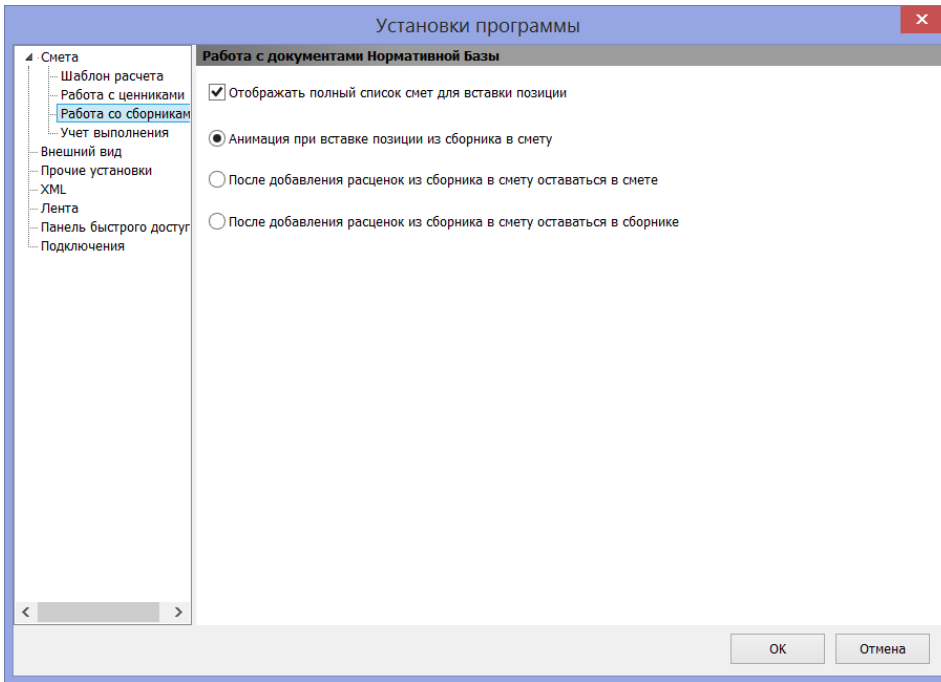 Установки программы
Смета
Шаблон расчета
Работа с ценниками
Работа со сборникам
Учет выполнения
Внешний вид
Прочие установки
XML
Лента
Панель быстрого доступ
Подключения
Работа с документами Нормативной Базы
Отображать полный список смет для вставки позиции
Анимация при вставке позиции из сборника в смету
После добавления расценок из сборника в смету оставаться в смете
После добавления расценок из сборника в смету оставаться в сборнике
ОК
Отмена